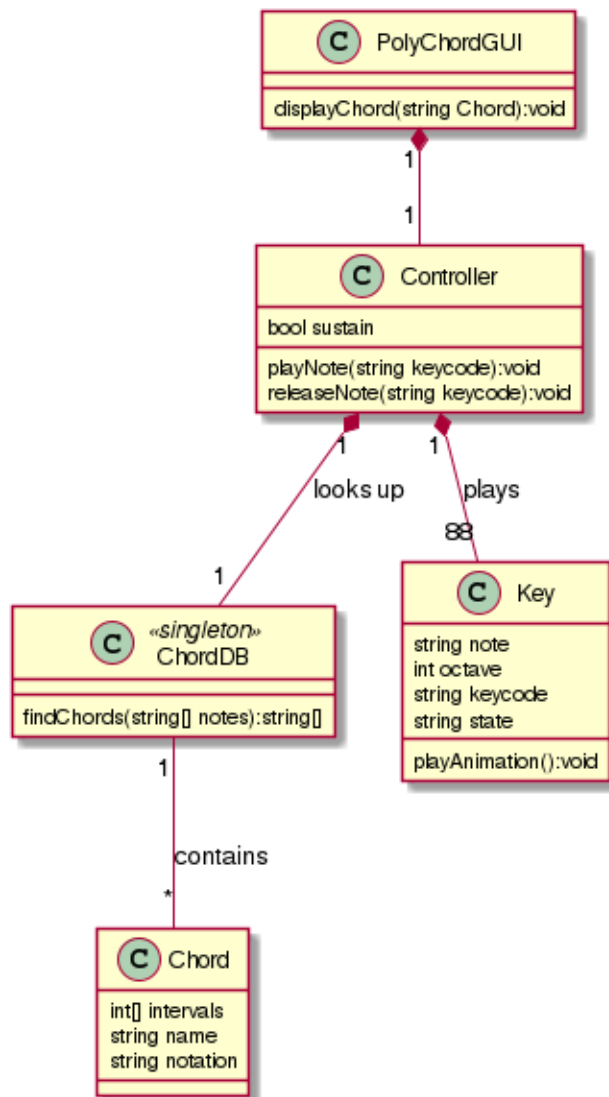 C PolyChordGUI
displayChord(string Chord):void
1
1
C Controller
bool sustain
playNote(string keycode):void
releaseNote(string keycode):void
1
1
looks up
plays
1
88
C «singleton»
ChordDB
findChords(string[] notes):string[]
C Key
string note
int octave
string keycode
string state
playAnimation():void
1
contains
*
C Chord
int[] intervals
string name
string notation